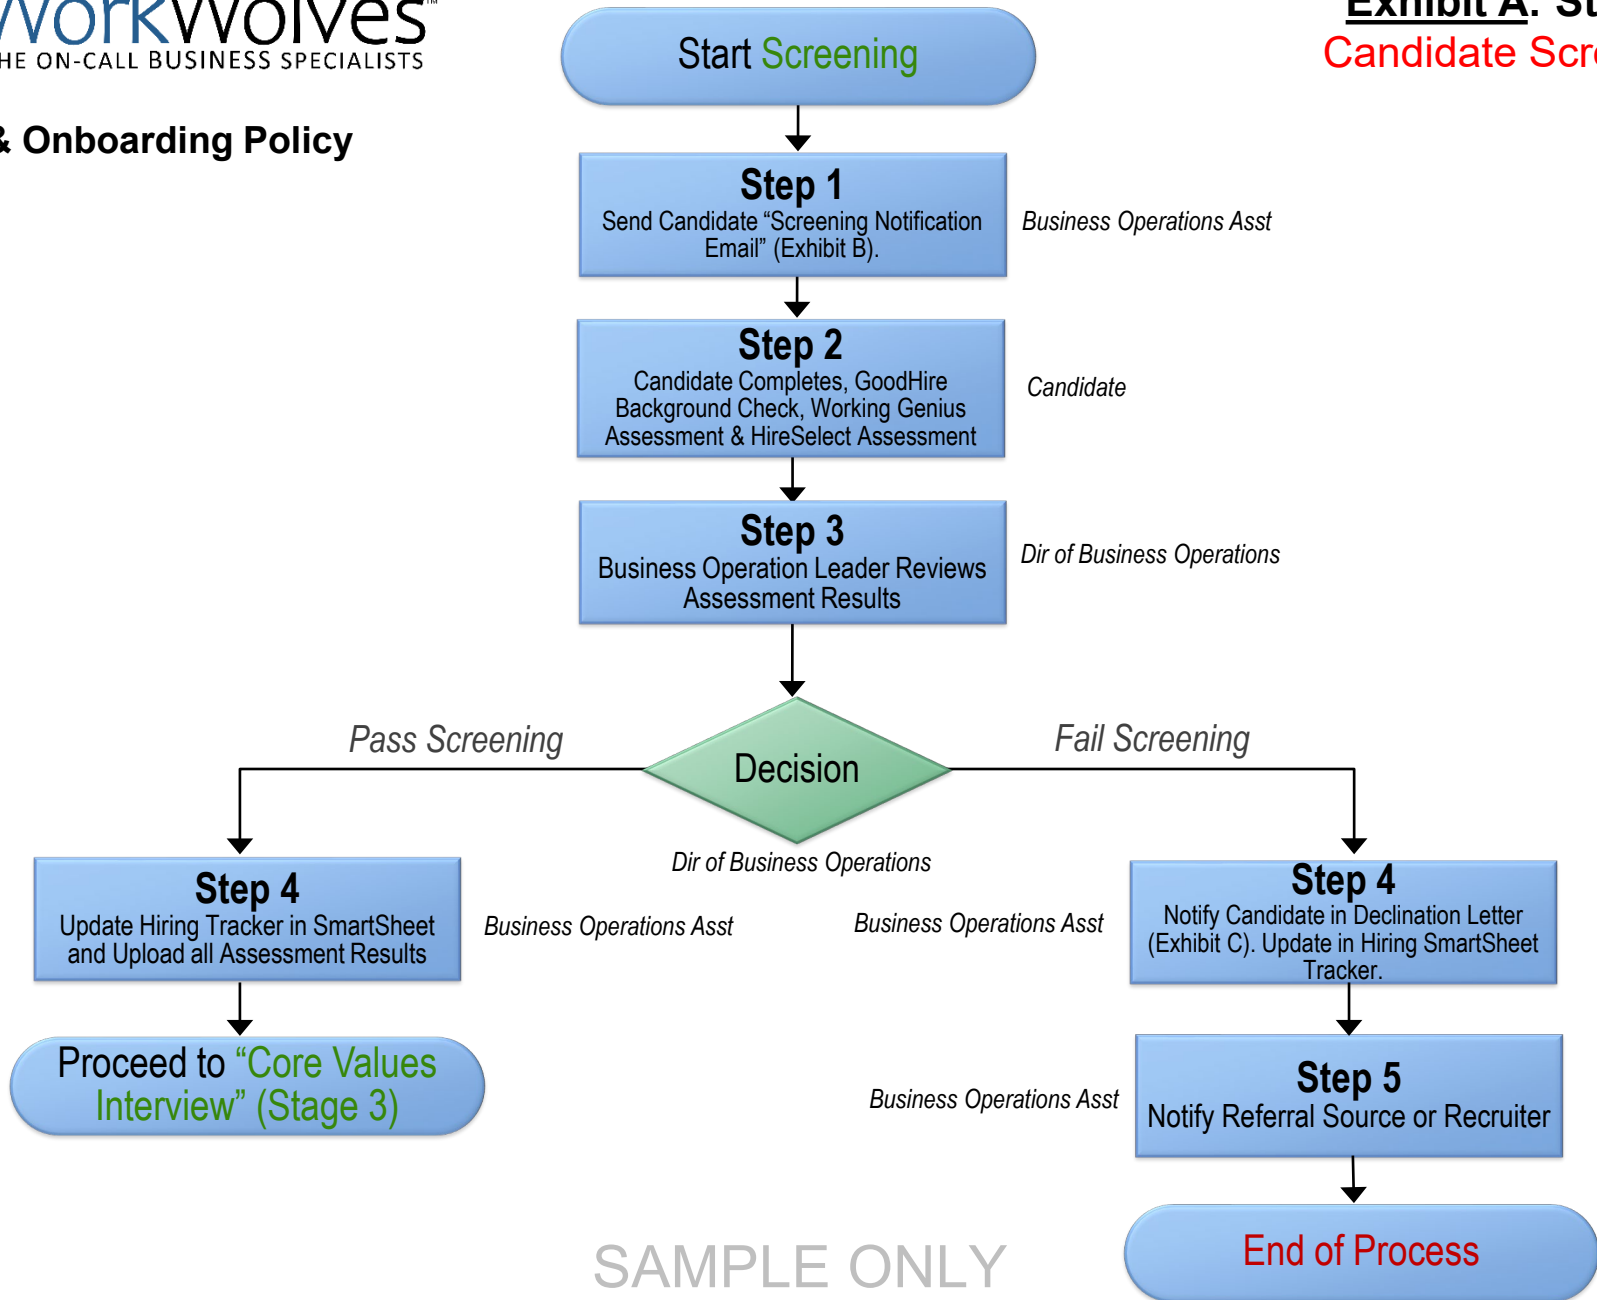 WorkWolves™
THE ON-CALL BUSINESS SPECIALISTS
& Onboarding Policy
Exhibit A: St
Candidate Scre
Start Screening
Step 1
Send Candidate “Screening Notification
Email” (Exhibit B).
Business Operations Asst
Step 2
Candidate Completes, GoodHire
Background Check, Working Genius
Assessment & HireSelect Assessment
Candidate
Step 3
Business Operation Leader Reviews
Assessment Results
Dir of Business Operations
Pass Screening
Decision
Fail Screening
Dir of Business Operations
Step 4
Update Hiring Tracker in SmartSheet
and Upload all Assessment Results
Business Operations Asst
Business Operations Asst
Step 4
Notify Candidate in Declination Letter
(Exhibit C). Update in Hiring SmartSheet
Tracker.
Proceed to “Core Values
Interview” (Stage 3)
Business Operations Asst
Step 5
Notify Referral Source or Recruiter
End of Process
SAMPLE ONLY